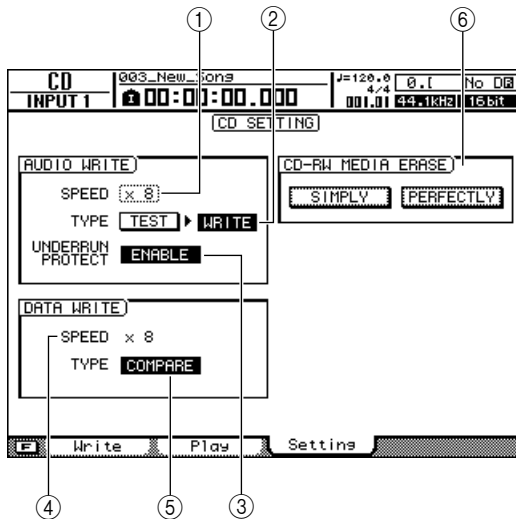 ① ② ⑥
CD
INPUT 1
003_New_Song
00:00:00.000
♩=120.0
4/4
001.01
0.[ No DR
44.1kHz 16bit
CD SETTING
AUDIO WRITE
SPEED × 8
TYPE TEST ▶ WRITE
UNDERRUN
PROTECT
ENABLE
CD-RW MEDIA ERASE
SIMPLY PERFECTLY
DATA WRITE
SPEED × 8
TYPE COMPARE
F Write Play Setting
④ ⑤ ③